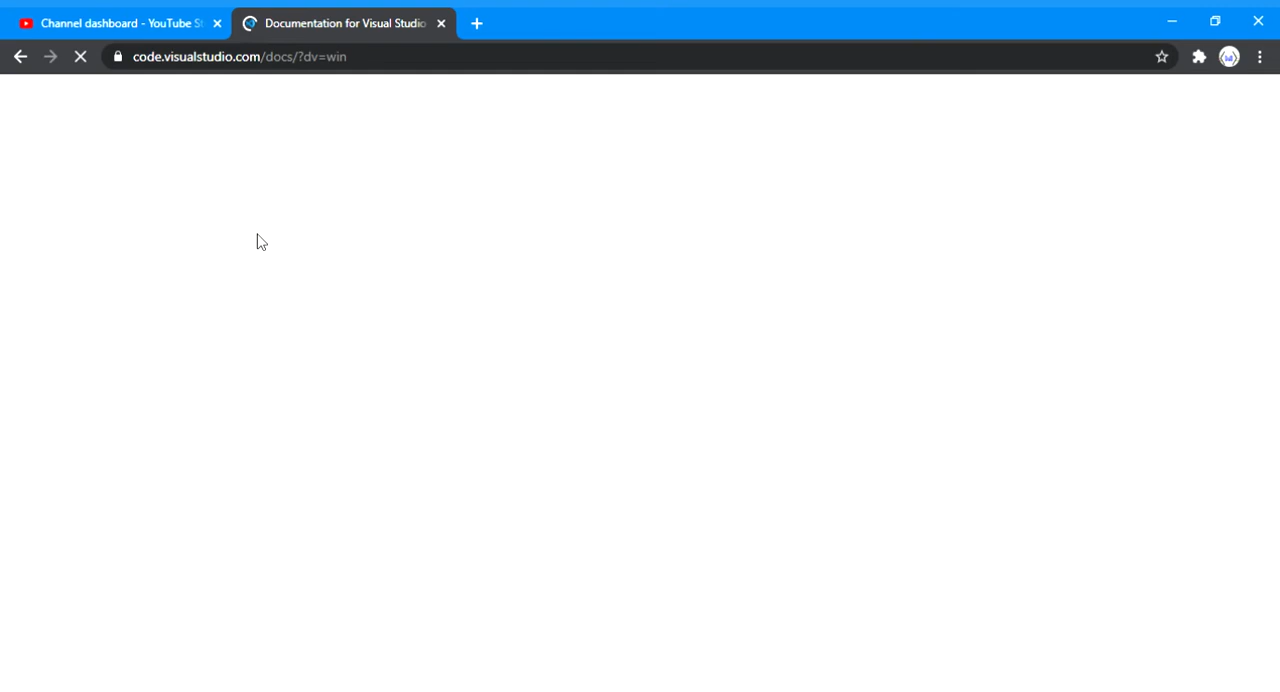 Channel dashboard - YouTube St
Documentation for Visual Studio
code.visualstudio.com/docs/?dv=win